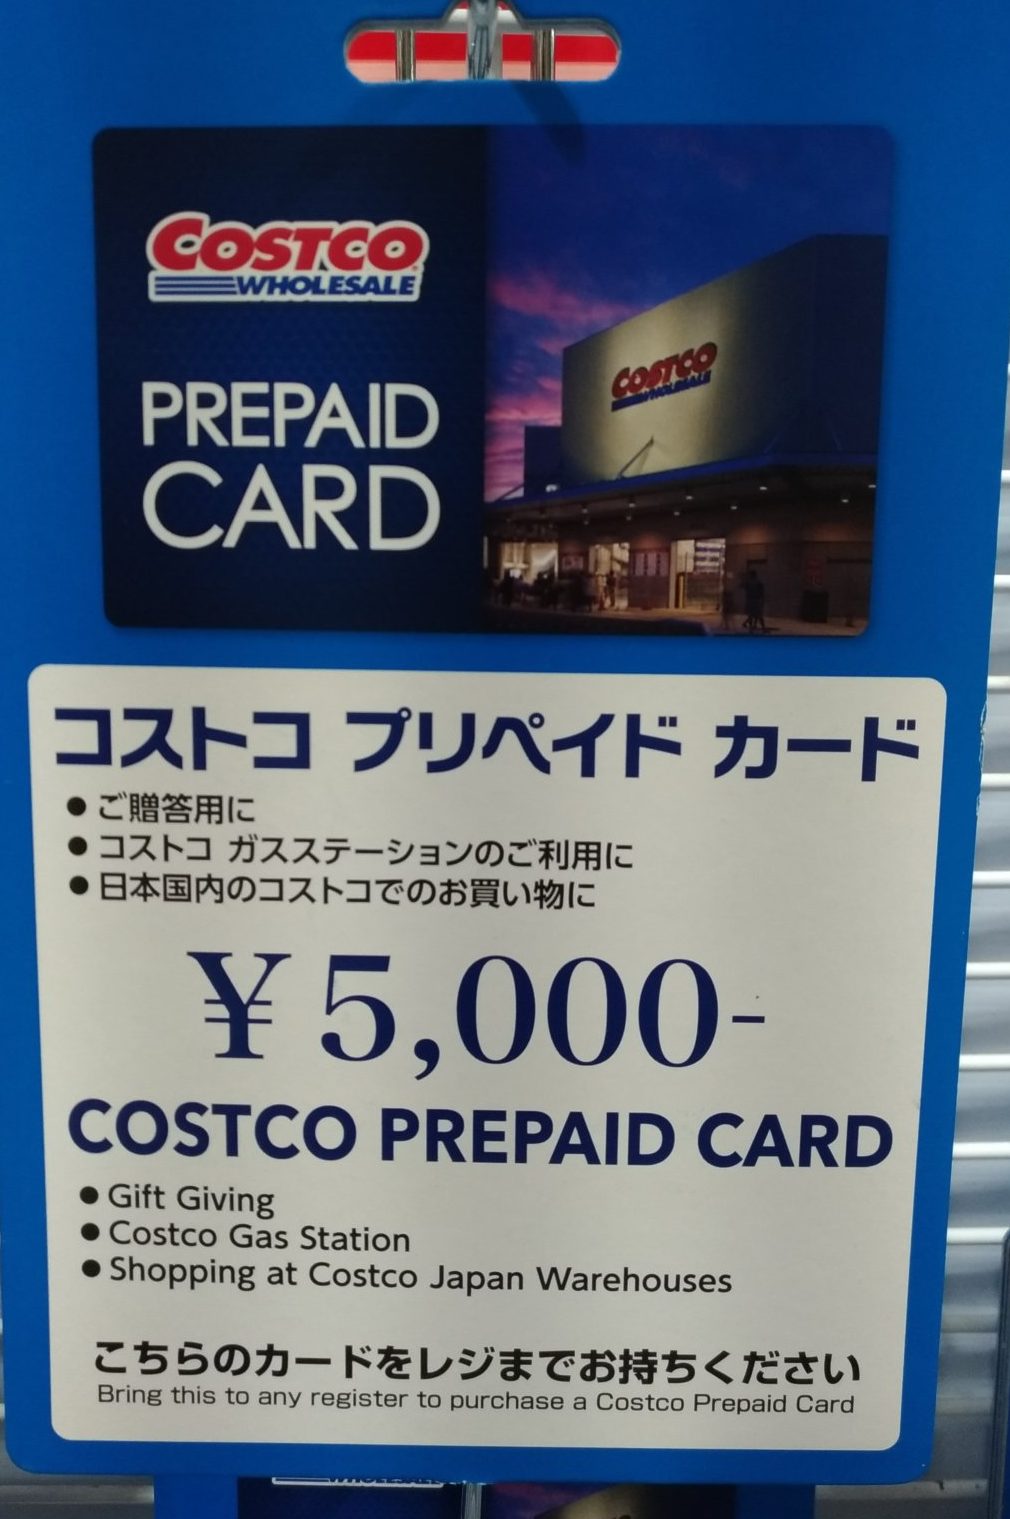 COSTCO
WHOLESALE
PREPAID
CARD
COSTCO
WHOLESALE
コストコ プリペイド カード
● ご贈答用に
● コストコ ガスステーションのご利用に
● 日本国内のコストコでのお買い物に
¥5,000-
COSTCO PREPAID CARD
● Gift Giving
● Costco Gas Station
● Shopping at Costco Japan Warehouses
こちらのカードをレジまでお持ちください
Bring this to any register to purchase a Costco Prepaid Card
WHOLESALE